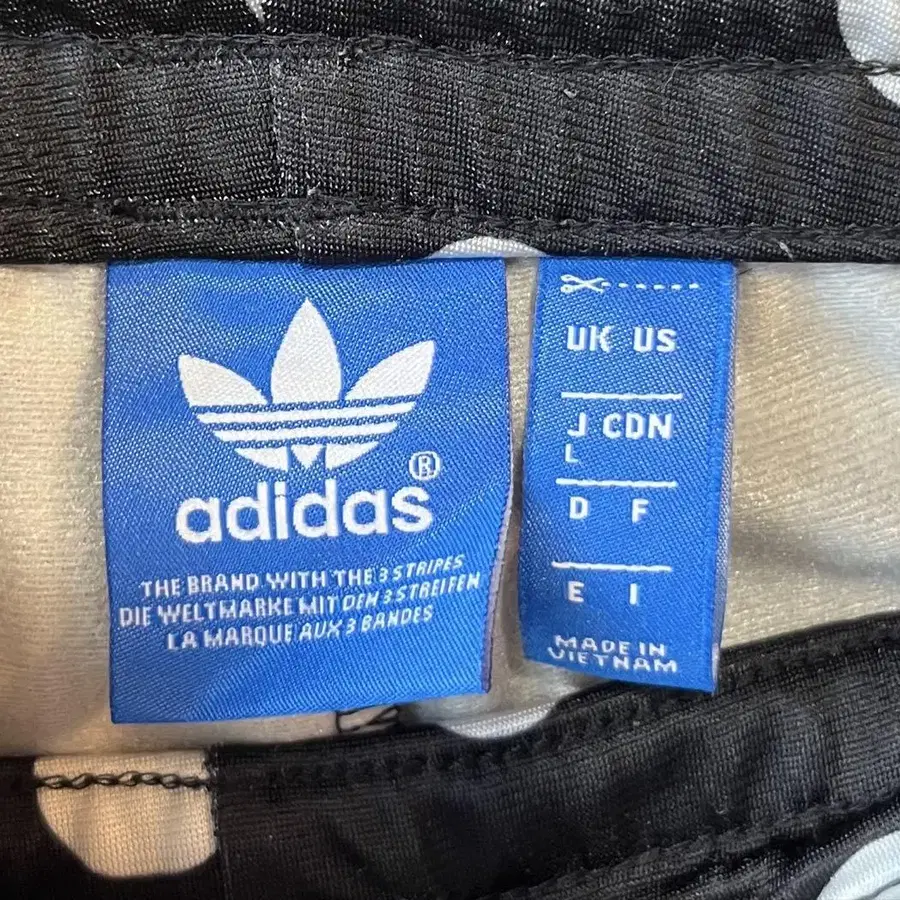 ®
adidas
THE BRAND WITH THE 3 STRIPES
DIE WELTMARKE MIT DEN 3 STREIFEN
LA MARQUE AUX 3 BANDES
UK US
J CDN
L
D F
E I
MADE IN
VIETNAM